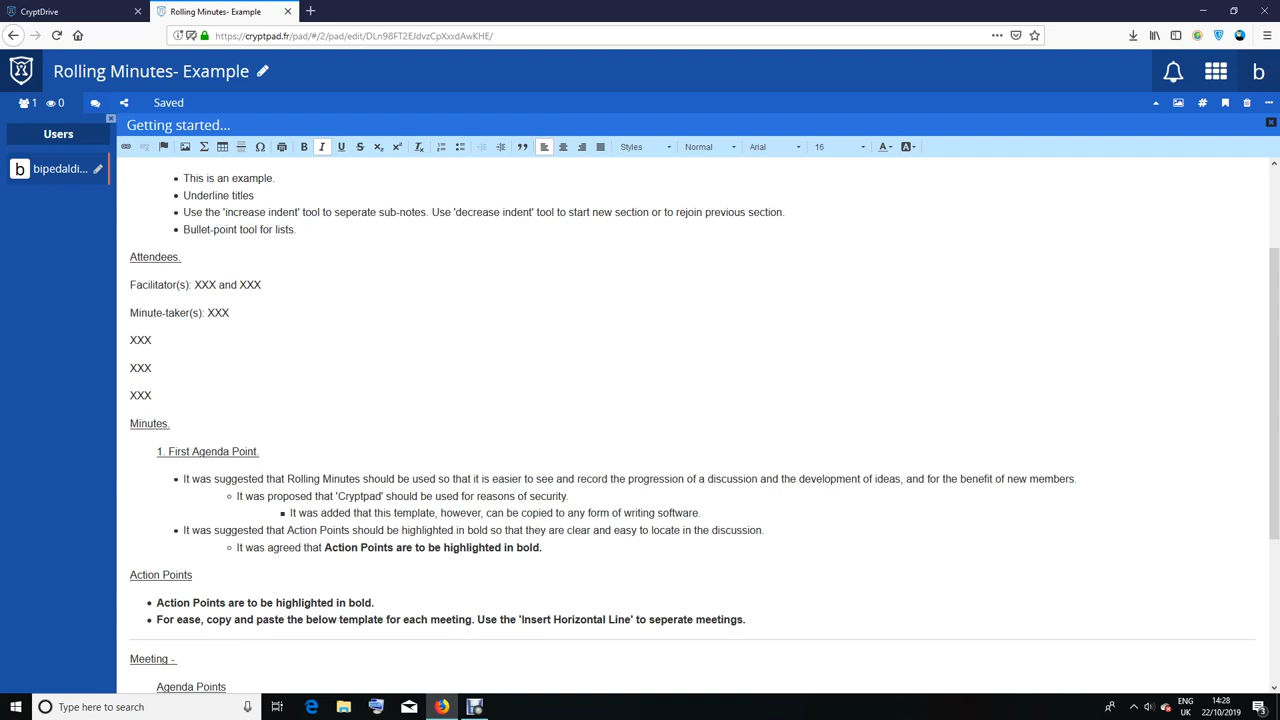 CryptDrive
Rolling Minutes- Example
https://cryptpad.fr/pad/#/2/pad/edit/DLn98FT2EJdvzCpXxxdAwKHE/
Rolling Minutes- Example
b
1 0 Saved
Users
Getting started...
b bipedaldi...
B I U S x₂ x² Tx Styles Normal Arial 16 A A
This is an example.
Underline titles
Use the 'increase indent' tool to seperate sub-notes. Use 'decrease indent' tool to start new section or to rejoin previous section.
Bullet-point tool for lists.
Attendees.
Facilitator(s): XXX and XXX
Minute-taker(s): XXX
XXX
XXX
XXX
Minutes.
1. First Agenda Point.
It was suggested that Rolling Minutes should be used so that it is easier to see and record the progression of a discussion and the development of ideas, and for the benefit of new members.
It was proposed that 'Cryptpad' should be used for reasons of security.
It was added that this template, however, can be copied to any form of writing software.
It was suggested that Action Points should be highlighted in bold so that they are clear and easy to locate in the discussion.
It was agreed that Action Points are to be highlighted in bold.
Action Points
Action Points are to be highlighted in bold.
For ease, copy and paste the below template for each meeting. Use the 'Insert Horizontal Line' to seperate meetings.
Meeting -
Agenda Points
Type here to search
ENG
UK
14:28
22/10/2019
3